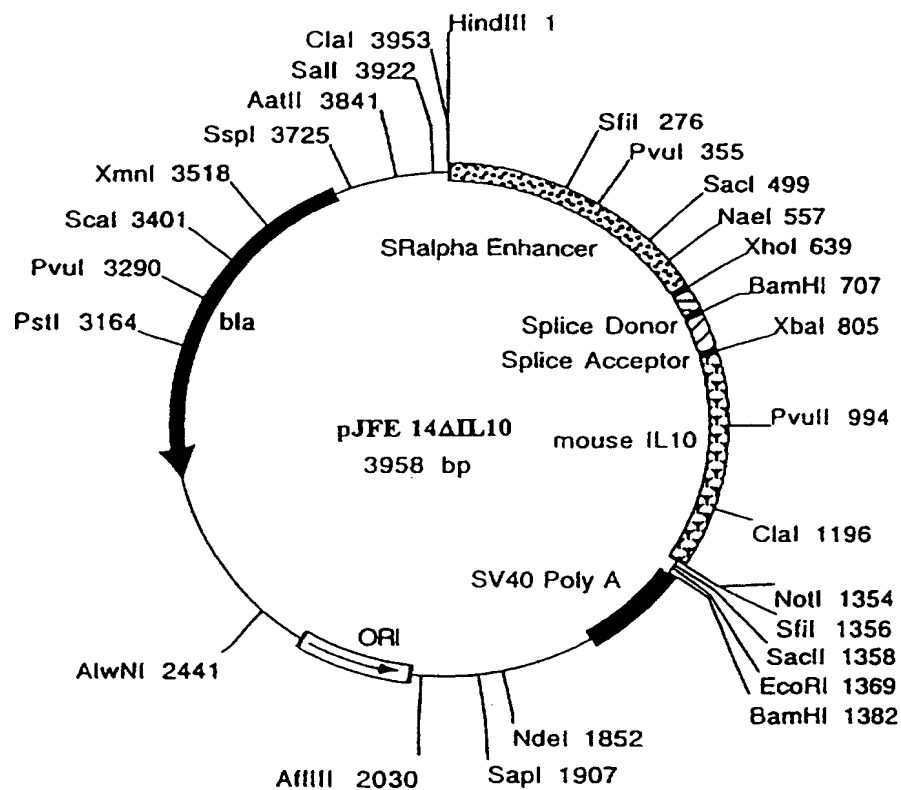 HindIII 1
ClaI 3953
SalI 3922
AatII 3841
SspI 3725
XmnI 3518
ScaI 3401
PvuI 3290
PstI 3164
SfiI 276
PvuI 355
SacI 499
NaeI 557
XhoI 639
BamHI 707
XbaI 805
PvuII 994
ClaI 1196
NotI 1354
SfiI 1356
SacII 1358
EcoRI 1369
BamHI 1382
NdeI 1852
SapI 1907
AflIII 2030
AlwNI 2441
SRalpha Enhancer
Splice Donor
Splice Acceptor
mouse IL10
SV40 Poly A
ORI
bla
pJFE 14ΔIL10
3958 bp